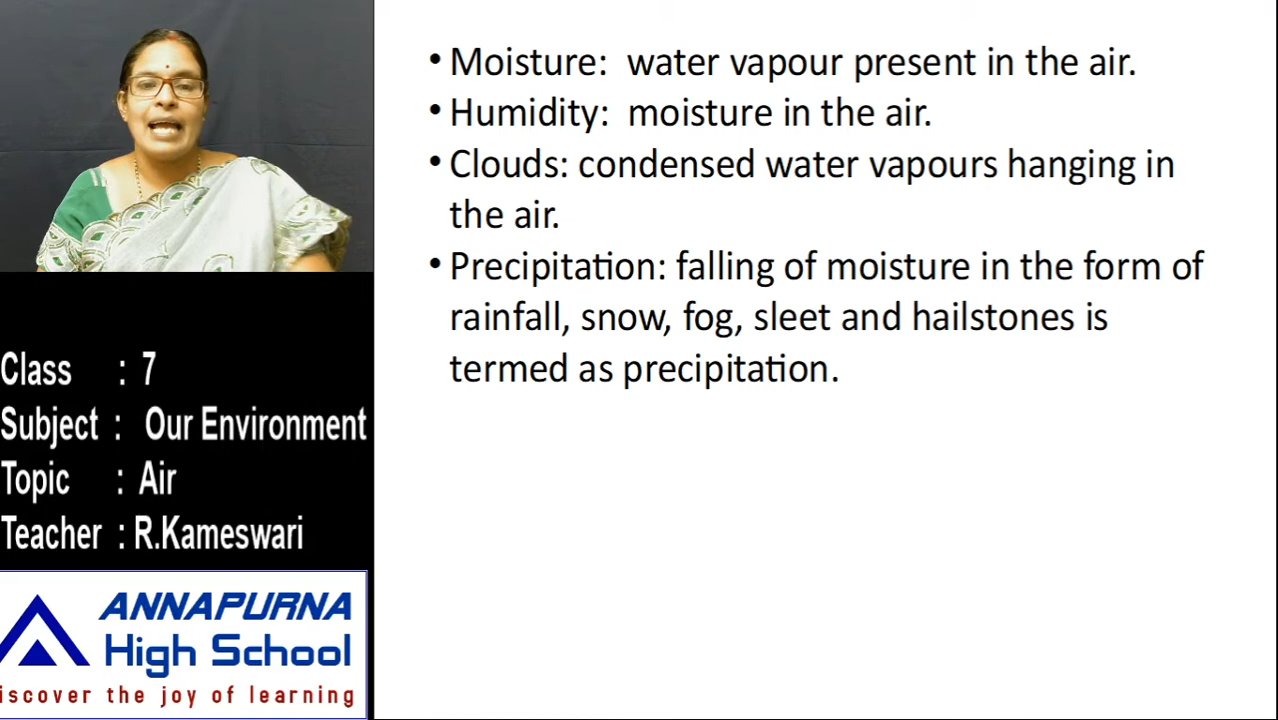 • Moisture: water vapour present in the air.
• Humidity: moisture in the air.
• Clouds: condensed water vapours hanging in
the air.
• Precipitation: falling of moisture in the form of
rainfall, snow, fog, sleet and hailstones is
termed as precipitation.
Class : 7
Subject : Our Environment
Topic : Air
Teacher : R.Kameswari
ANNAPURNA
High School
iscover the joy of learning